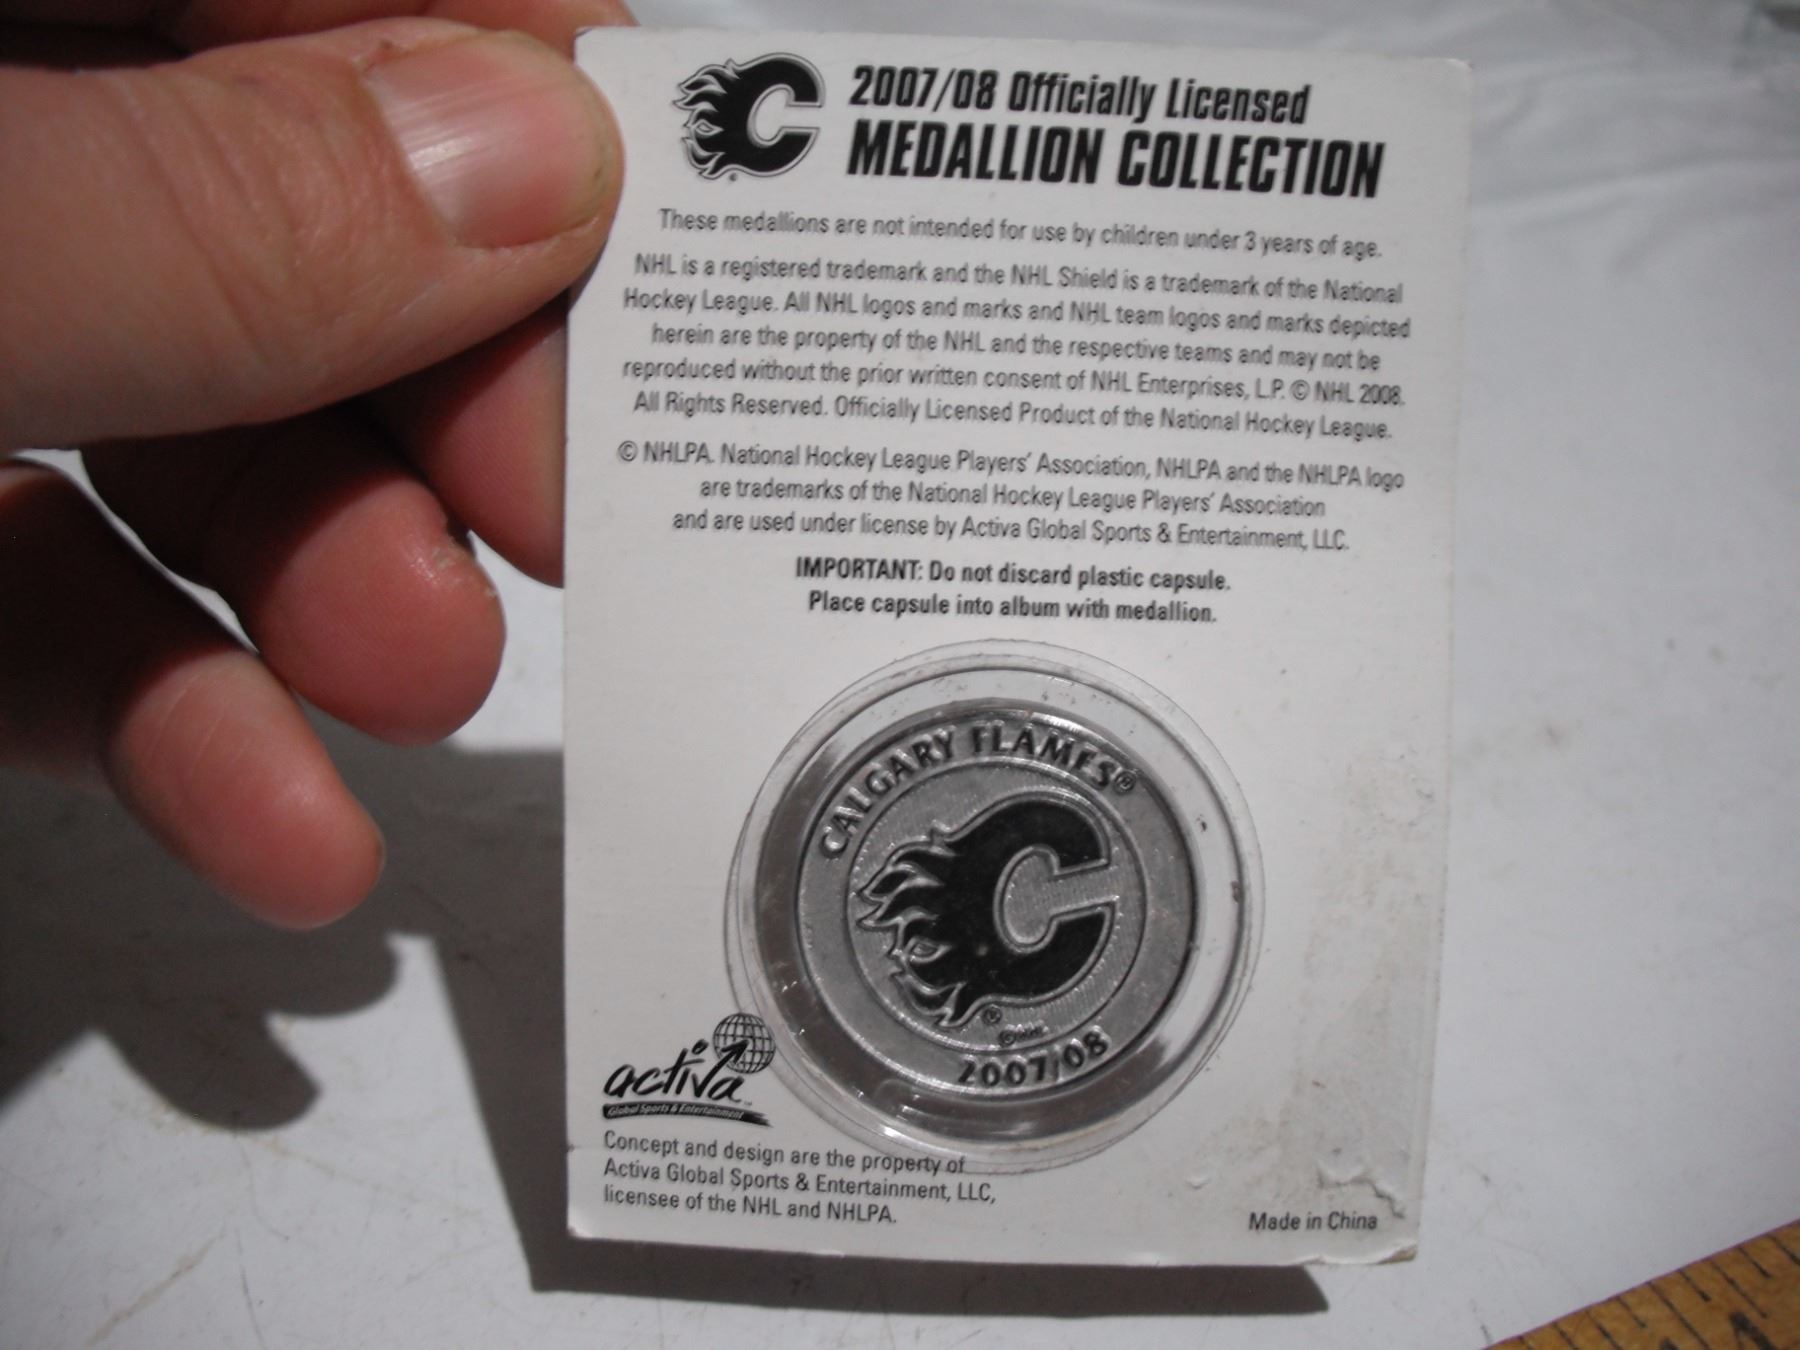 2007/08 Officially Licensed
MEDALLION COLLECTION
These medallions are not intended for use by children under 3 years of age.
NHL is a registered trademark and the NHL Shield is a trademark of the National
Hockey League. All NHL logos and marks and NHL team logos and marks depicted
herein are the property of the NHL and the respective teams and may not be
reproduced without the prior written consent of NHL Enterprises, L.P. © NHL 2008.
All Rights Reserved. Officially Licensed Product of the National Hockey League.
© NHLPA. National Hockey League Players' Association, NHLPA and the NHLPA logo
are trademarks of the National Hockey League Players' Association
and are used under license by Activa Global Sports & Entertainment, LLC.
IMPORTANT: Do not discard plastic capsule.
Place capsule into album with medallion.
CALGARY FLAMES®
C
® ©NHL
2007/08
activa™
Global Sports & Entertainment
Concept and design are the property of
Activa Global Sports & Entertainment, LLC,
licensee of the NHL and NHLPA.
Made in China